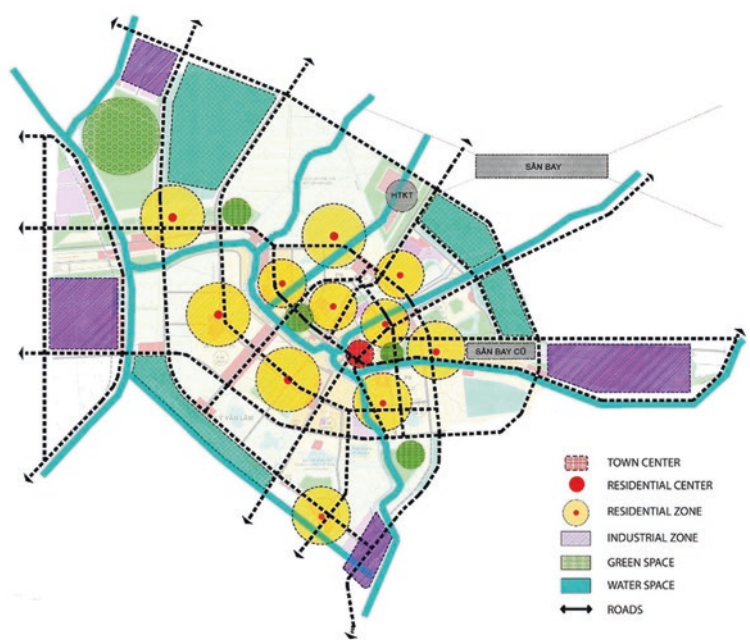 SÂN BAY
HTKT
SÂN BAY CŨ
TOWN CENTER
RESIDENTIAL CENTER
RESIDENTIAL ZONE
INDUSTRIAL ZONE
GREEN SPACE
WATER SPACE
ROADS